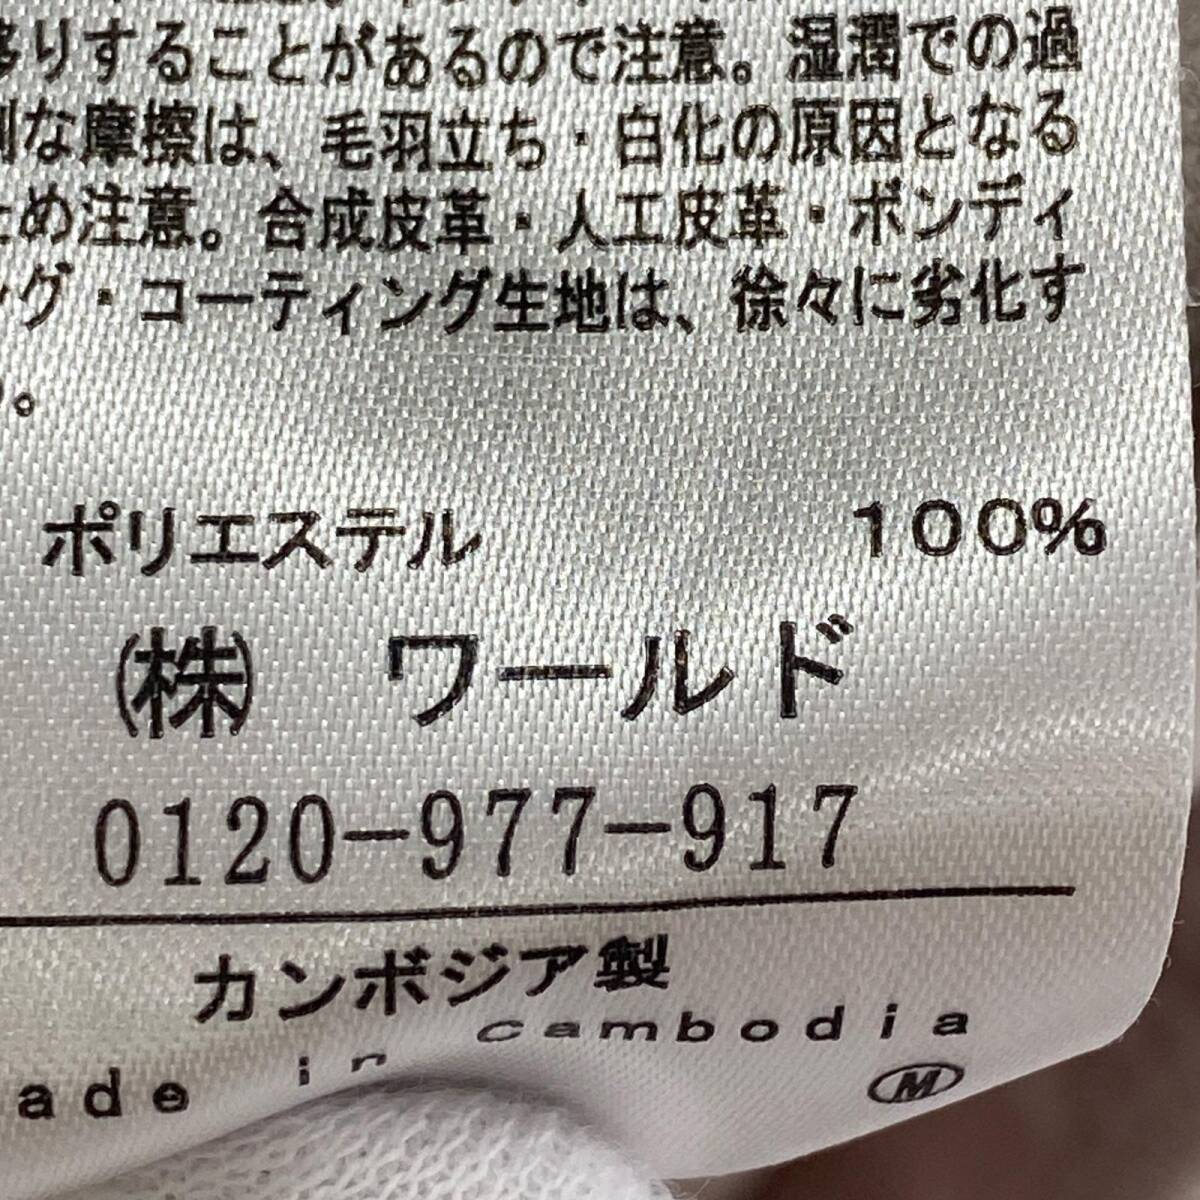 移りすることがあるので注意。湿潤での過
な摩擦は、毛羽立ち・白化の原因となる
ため注意。合成皮革・人工皮革・ボンディ
ング・コーティング生地は、徐々に劣化す
。
ポリエステル 100%
㈱ ワールド
0120-977-917
カンボジア製
ade in cambodia
Ⓜ